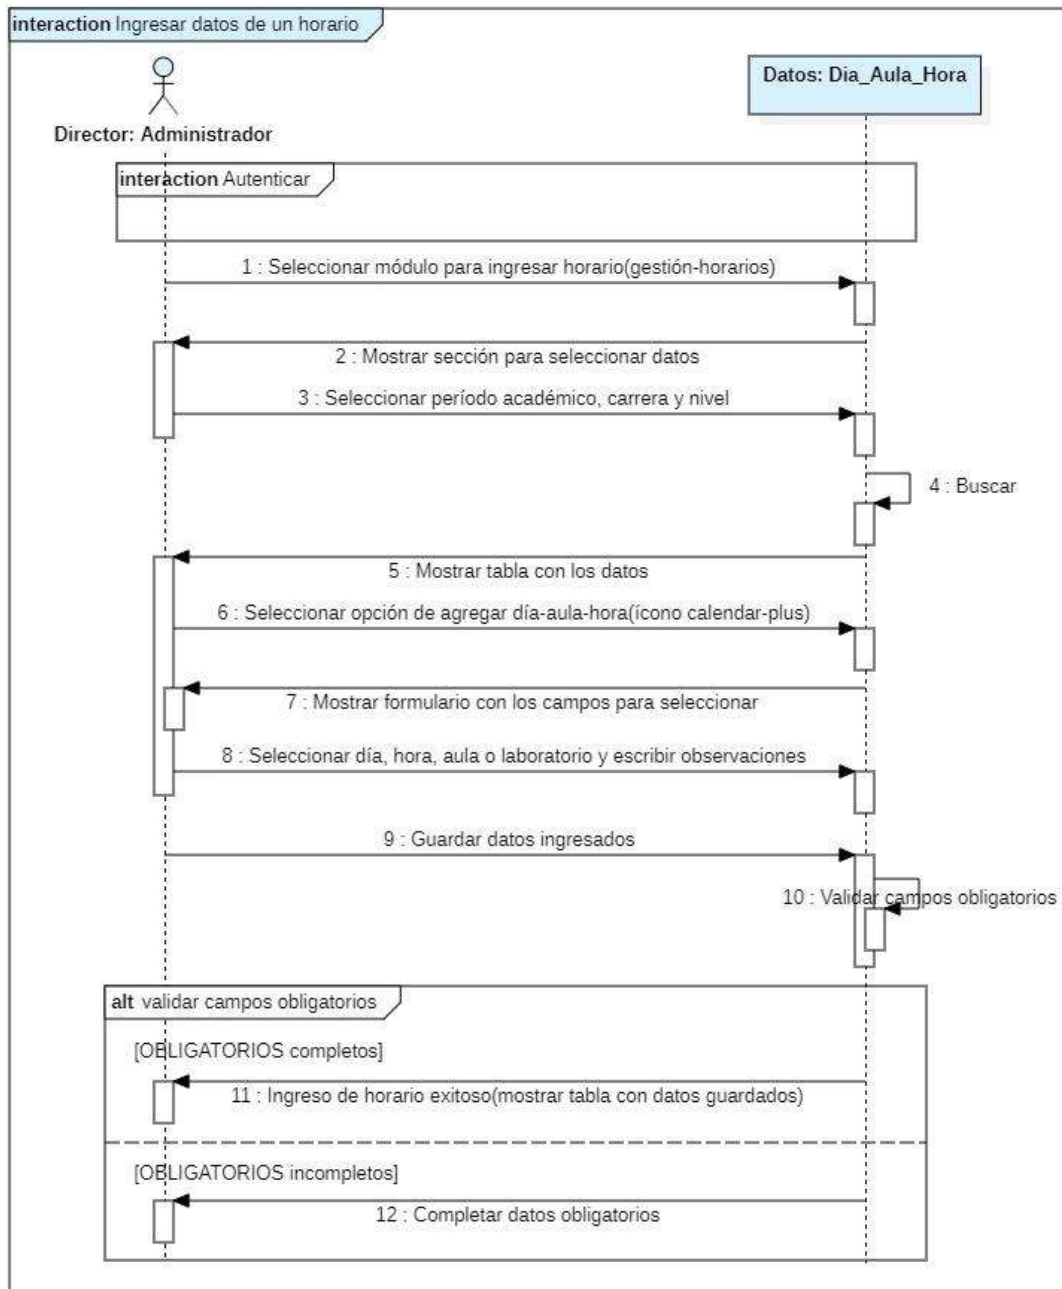 interaction Ingresar datos de un horario
Datos: Dia_Aula_Hora
Director: Administrador
interaction Autenticar
1 : Seleccionar módulo para ingresar horario(gestión-horarios)
2 : Mostrar sección para seleccionar datos
3 : Seleccionar período académico, carrera y nivel
4 : Buscar
5 : Mostrar tabla con los datos
6 : Seleccionar opción de agregar día-aula-hora(ícono calendar-plus)
7 : Mostrar formulario con los campos para seleccionar
8 : Seleccionar día, hora, aula o laboratorio y escribir observaciones
9 : Guardar datos ingresados
10 : Validar campos obligatorios
alt validar campos obligatorios
[OBLIGATORIOS completos]
11 : Ingreso de horario exitoso(mostrar tabla con datos guardados)
[OBLIGATORIOS incompletos]
12 : Completar datos obligatorios